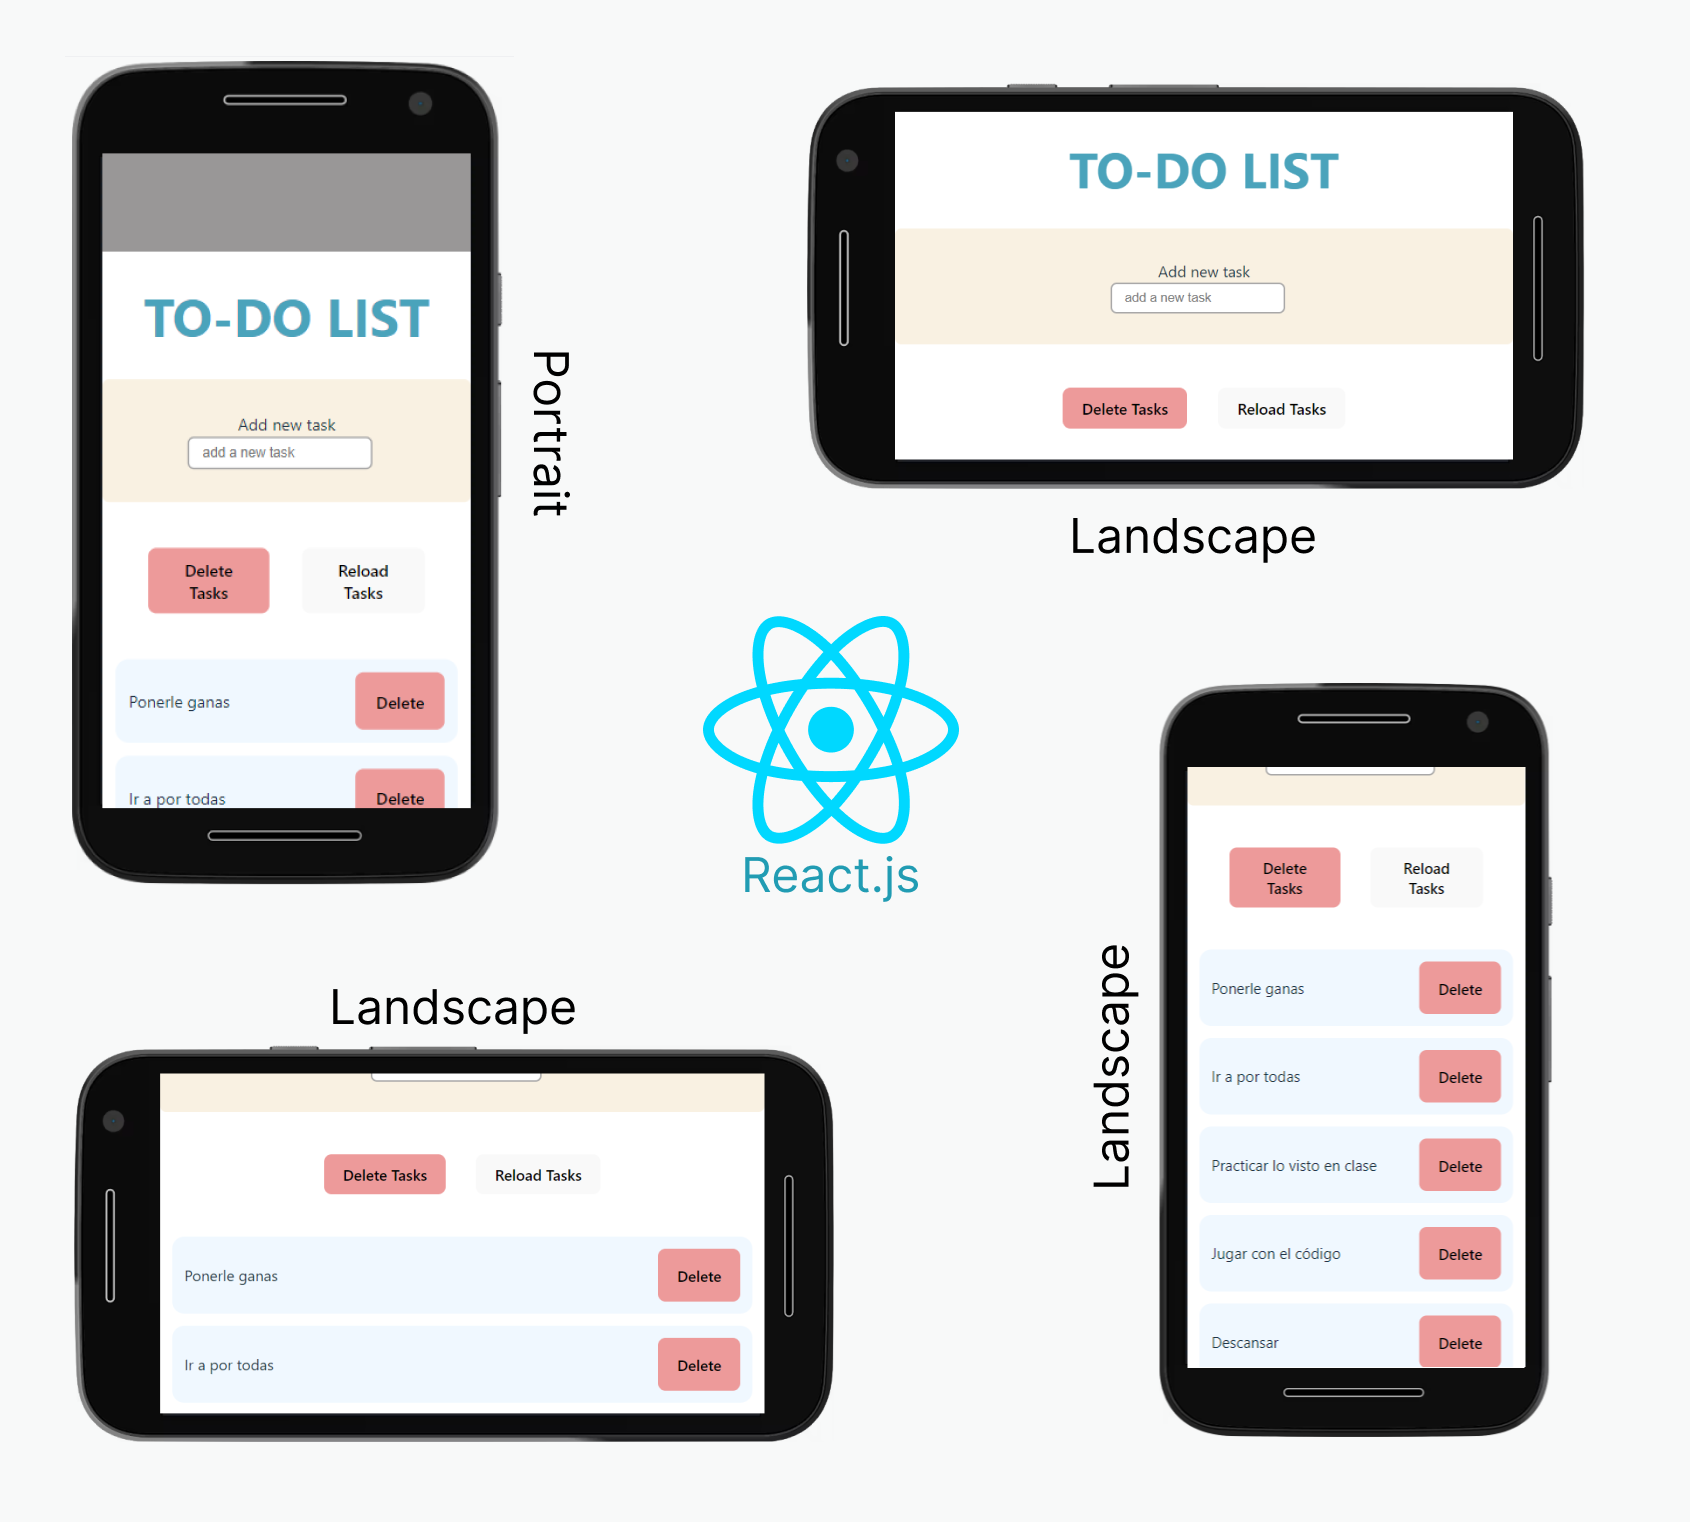 TO-DO LIST
Add new task
add a new task
Delete
Tasks
Reload
Tasks
Ponerle ganas
Delete
Ir a por todas
Delete
Portrait
TO-DO LIST
Add new task
add a new task
Delete Tasks
Reload Tasks
Landscape
React.js
Landscape
Delete Tasks
Reload Tasks
Ponerle ganas
Delete
Ir a por todas
Delete
Landscape
Delete
Tasks
Reload
Tasks
Ponerle ganas
Delete
Ir a por todas
Delete
Practicar lo visto en clase
Delete
Jugar con el código
Delete
Descansar
Delete